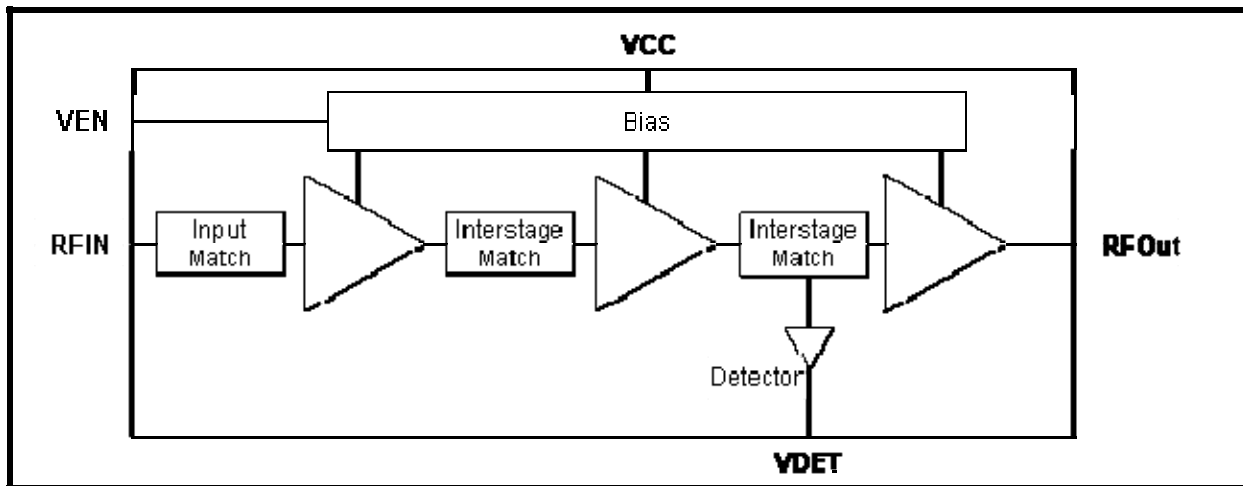 VCC
VEN
Bias
RFIN
Input
Match
Interstage
Match
Interstage
Match
RFOut
Detector
VDET